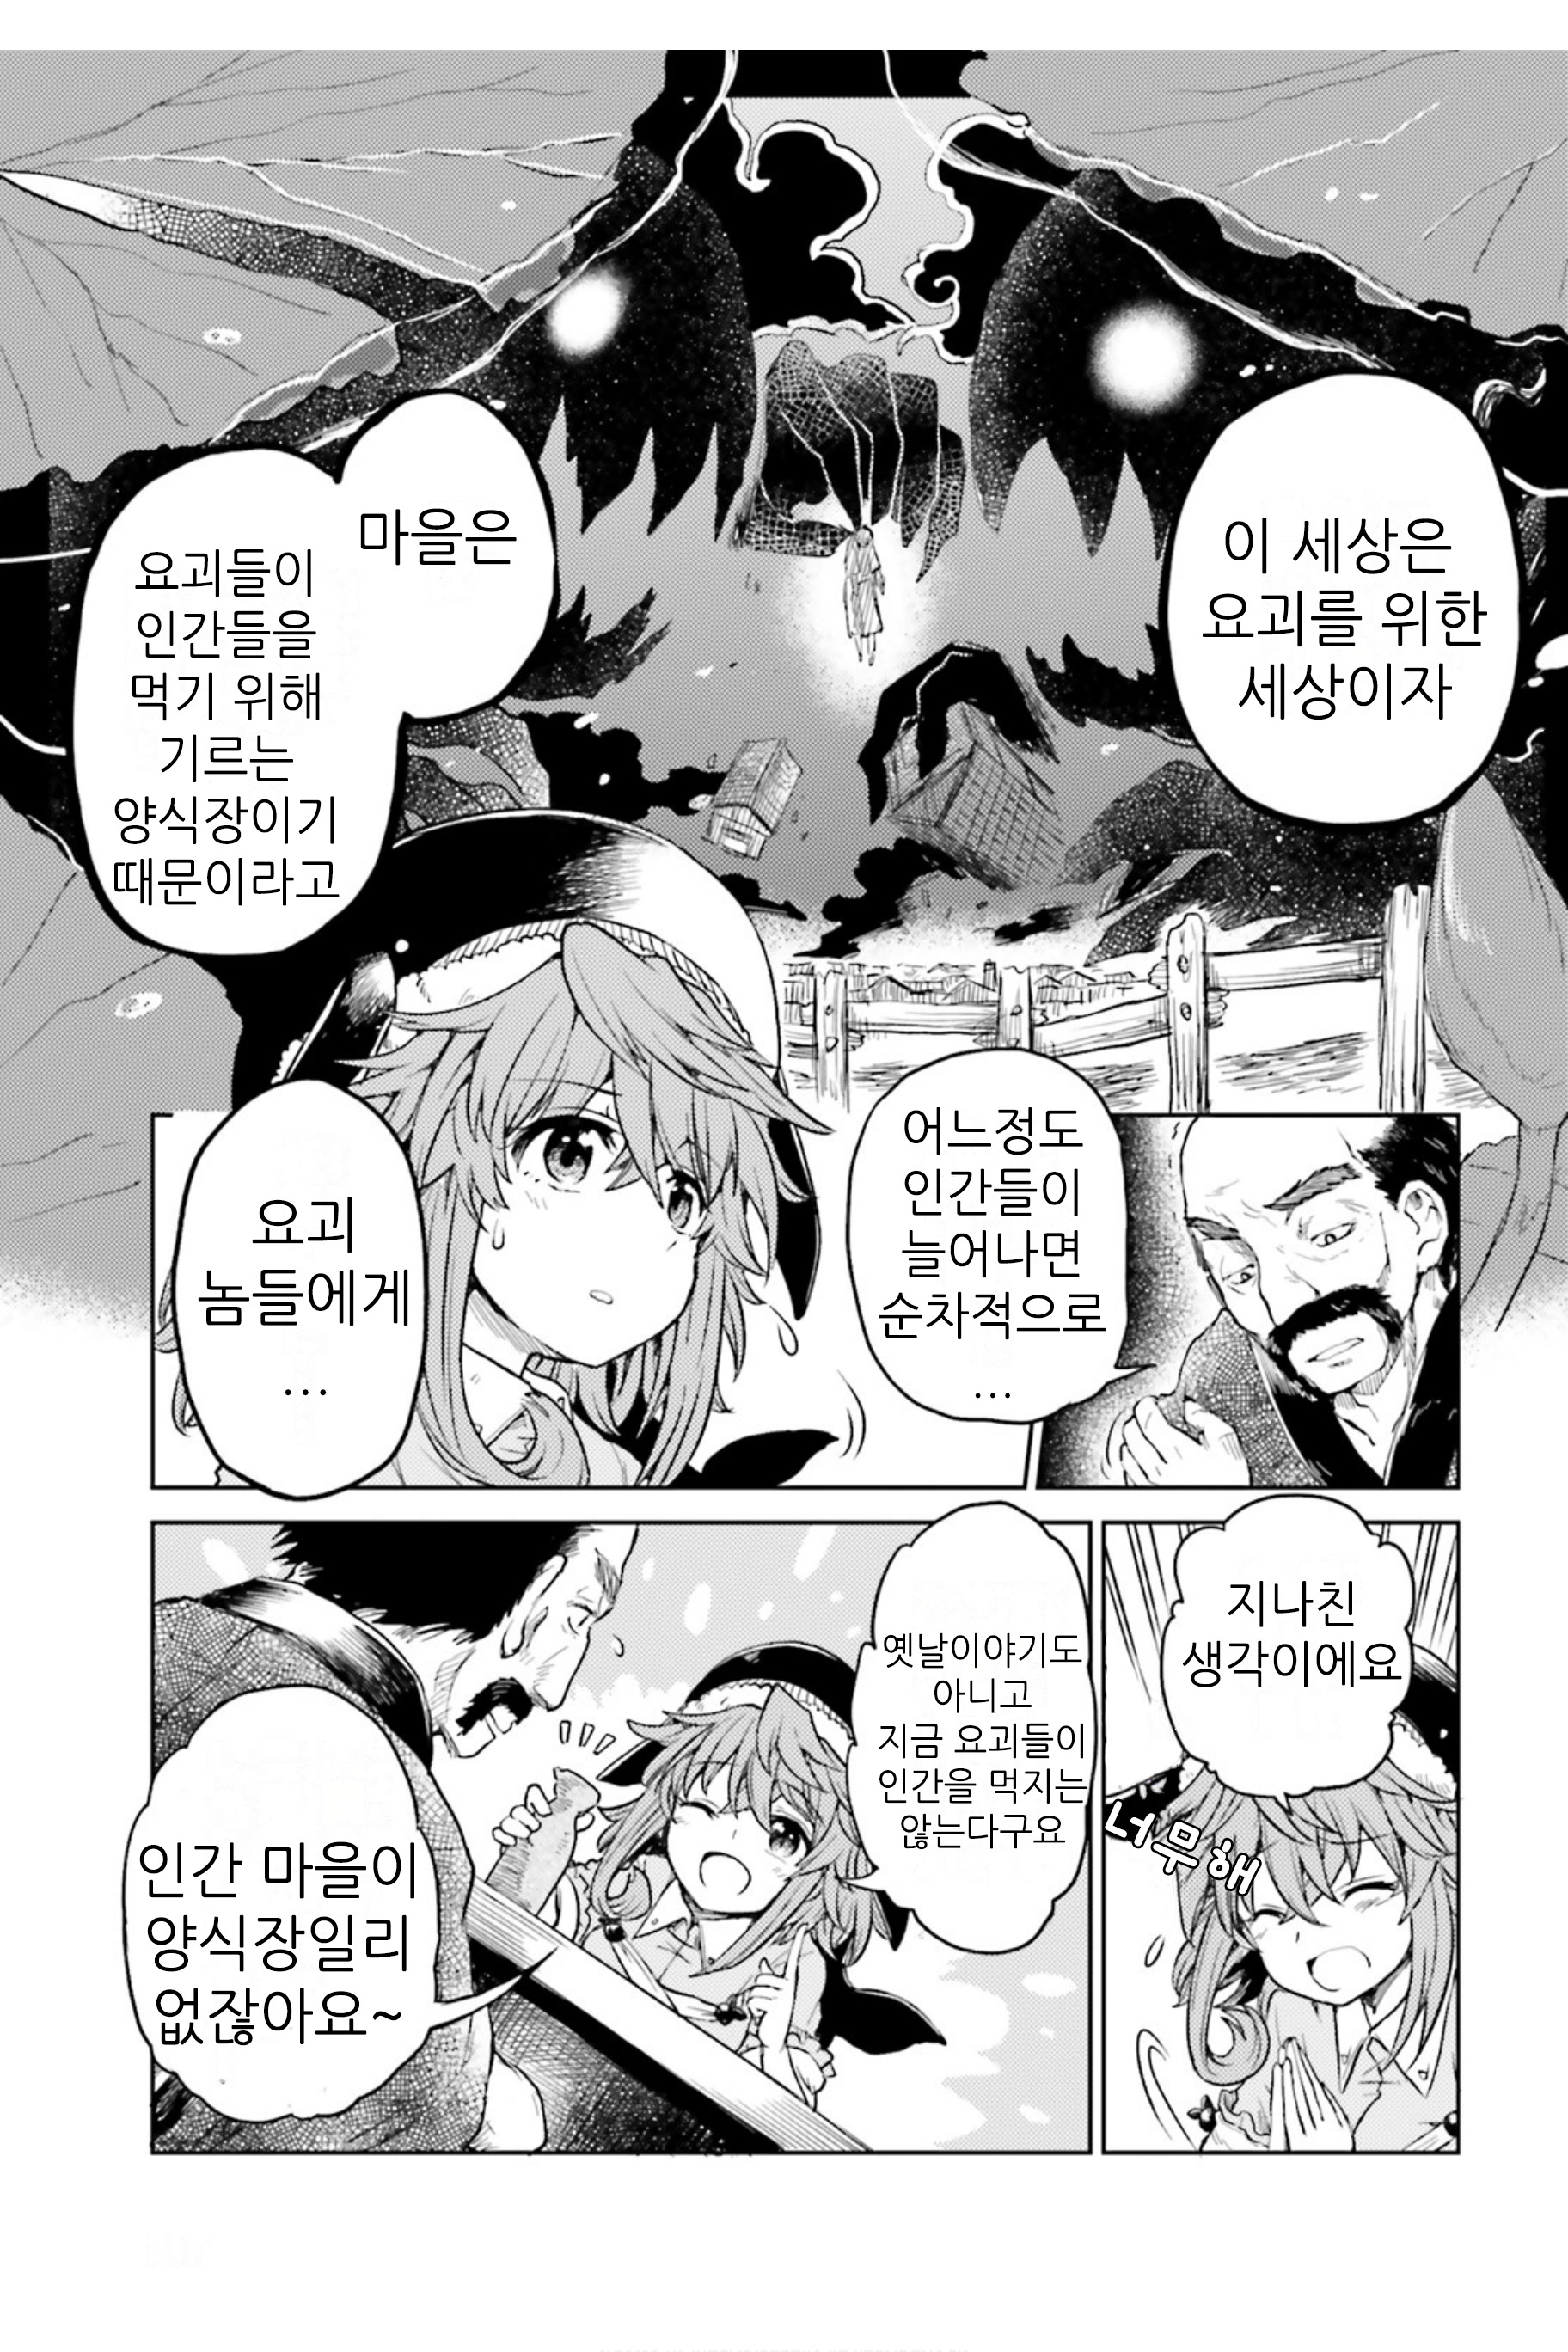 이 세상은
요괴를 위한
세상이자
마을은
요괴들이
인간들을
먹기 위해
기르는
양식장이기
때문이라고
어느정도
인간들이
늘어나면
순차적으로
...
요괴
놈들에게
...
지나친
생각이에요
너무해
옛날이야기도
아니고
지금 요괴들이
인간을 먹지는
않는다구요
인간 마을이
양식장일리
없잖아요~